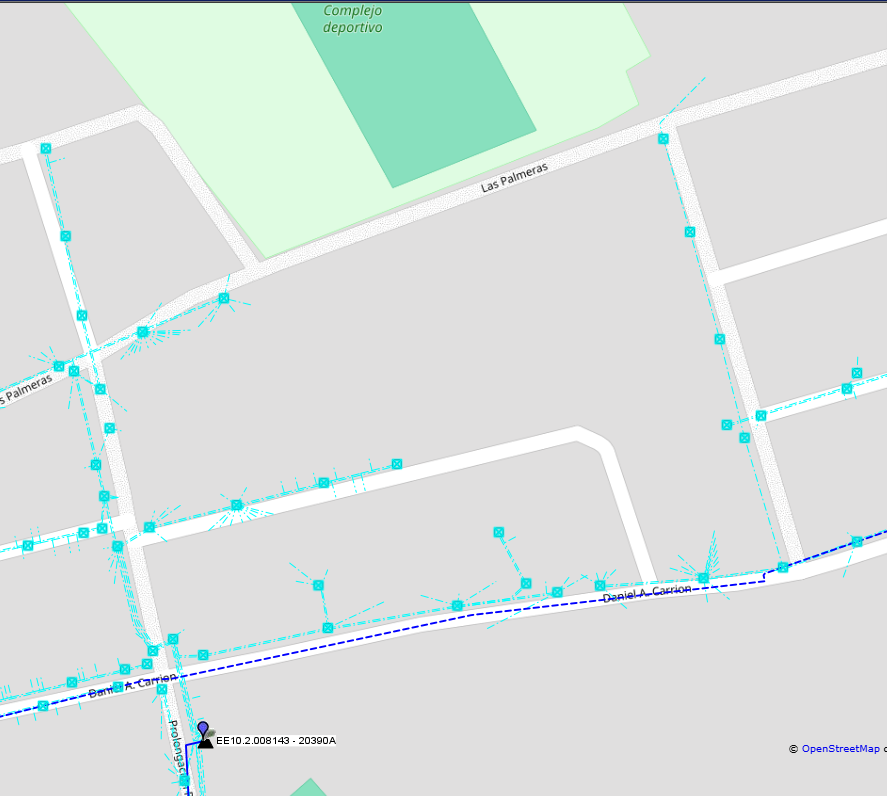 Complejo
deportivo
Las Palmeras
s Palmeras
Daniel A. Carrion
Daniel A. Carrion
Prolongac
EE10.2.008143 - 20390A
© OpenStreetMap c